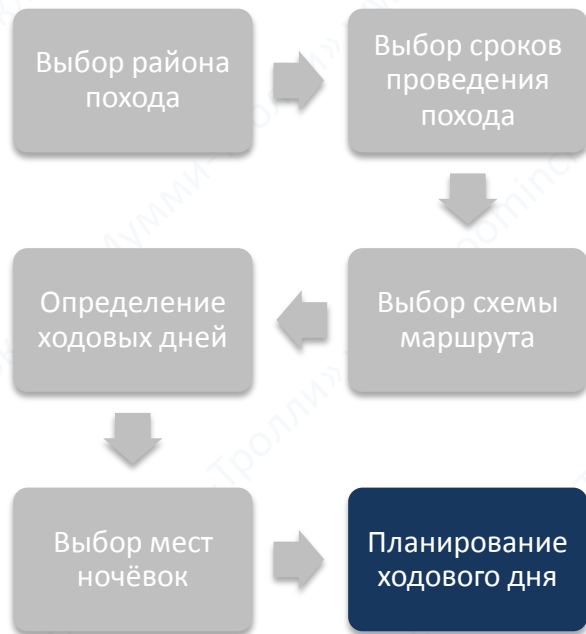 Выбор района
похода
Выбор сроков
проведения
похода
Выбор схемы
маршрута
Определение
ходовых дней
Выбор мест
ночёвок
Планирование
ходового дня